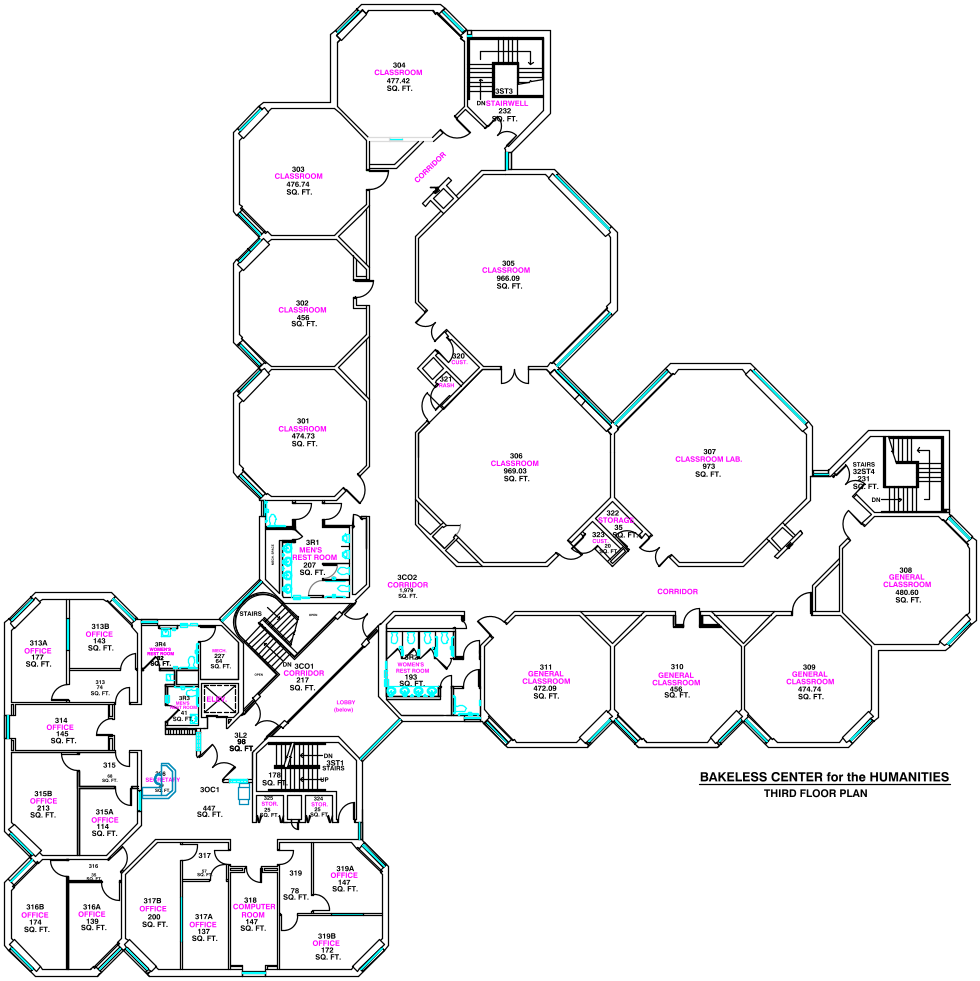 304
CLASSROOM
477.42
SQ. FT.
3ST3
DN
STAIRWELL
232
SQ. FT.
CORRIDOR
303
CLASSROOM
476.74
SQ. FT.
305
CLASSROOM
966.09
SQ. FT.
302
CLASSROOM
456
SQ. FT.
320
CUST.
321
301
CLASSROOM
474.73
SQ. FT.
306
CLASSROOM
969.03
SQ. FT.
307
CLASSROOM LAB.
973
SQ. FT.
STAIRS
32ST4
231
SQ. FT.
DN
322
STORAGE
35
SQ. FT.
323
CUST.
20
SQ. FT.
3R1
MEN'S
REST ROOM
207
SQ. FT.
MECH. SPACE
308
GENERAL
CLASSROOM
480.60
SQ. FT.
3CO2
CORRIDOR
1,979
SQ. FT.
CORRIDOR
STAIRS
OPEN
DN
OPEN
3CO1
CORRIDOR
217
SQ. FT.
LOBBY
(below)
WOMEN'S
REST ROOM
193
SQ. FT.
311
GENERAL
CLASSROOM
472.09
SQ. FT.
310
GENERAL
CLASSROOM
456
SQ. FT.
309
GENERAL
CLASSROOM
474.74
SQ. FT.
313A
OFFICE
177
SQ. FT.
313B
OFFICE
143
SQ. FT.
313
74
SQ. FT.
3R4
WOMEN'S
REST ROOM
SQ. FT.
MECH.
227
64
SQ. FT.
3R3
MEN'S
REST ROOM
41
SQ. FT.
ELEV.
314
OFFICE
145
SQ. FT.
3L2
98
SQ. FT.
315
68
SQ. FT.
SECRETARY
SQ. FT.
315B
OFFICE
213
SQ. FT.
315A
OFFICE
114
SQ. FT.
3OC1
447
SQ. FT.
DN
3ST1
STAIRS
178
SQ. FT.
UP
325
STOR.
25
SQ. FT.
324
STOR.
25
SQ. FT.
BAKELESS CENTER for the HUMANITIES
THIRD FLOOR PLAN
316
SQ. FT.
316B
OFFICE
174
SQ. FT.
316A
OFFICE
139
SQ. FT.
317B
OFFICE
200
SQ. FT.
317
57
SQ. FT.
317A
OFFICE
137
SQ. FT.
318
COMPUTER
ROOM
147
SQ. FT.
319
78
SQ. FT.
319A
OFFICE
147
SQ. FT.
319B
OFFICE
172
SQ. FT.